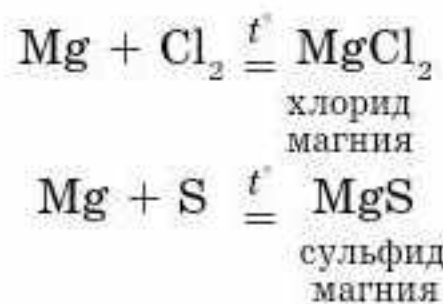 Mg + Cl₂ =^t° MgCl₂
хлорид
магния
Mg + S =^t° MgS
сульфид
магния